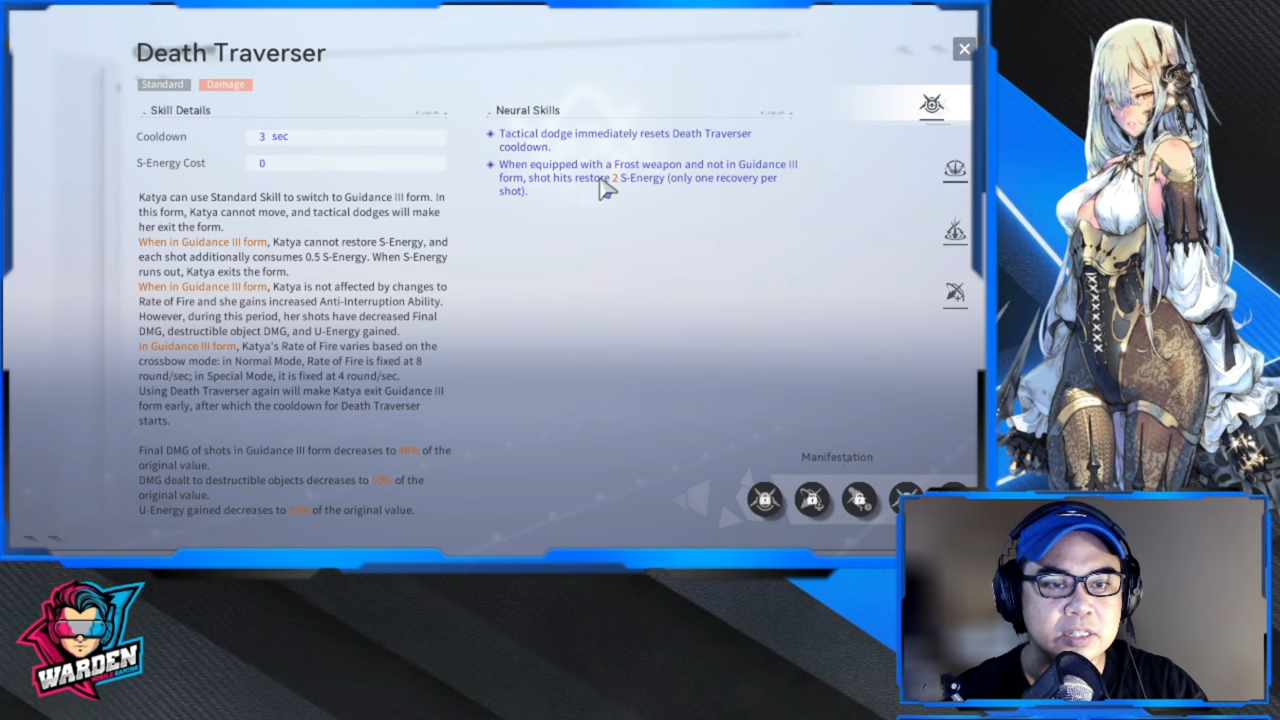 Death Traverser
Standard Damage
Skill Details
Cooldown 3 sec
S-Energy Cost 0
Katya can use Standard Skill to switch to Guidance III form. In
this form, Katya cannot move, and tactical dodges will make
her exit the form.
When in Guidance III form, Katya cannot restore S-Energy, and
each shot additionally consumes 0.5 S-Energy. When S-Energy
runs out, Katya exits the form.
When in Guidance III form, Katya is not affected by changes to
Rate of Fire and she gains increased Anti-Interruption Ability.
However, during this period, her shots have decreased Final
DMG, destructible object DMG, and U-Energy gained.
In Guidance III form, Katya's Rate of Fire varies based on the
crossbow mode: in Normal Mode, Rate of Fire is fixed at 8
round/sec; in Special Mode, it is fixed at 4 round/sec.
Using Death Traverser again will make Katya exit Guidance III
form early, after which the cooldown for Death Traverser
starts.
Final DMG of shots in Guidance III form decreases to 48% of the
original value.
DMG dealt to destructible objects decreases to 50% of the
original value.
U-Energy gained decreases to 25% of the original value.
Neural Skills
Tactical dodge immediately resets Death Traverser
cooldown.
When equipped with a Frost weapon and not in Guidance III
form, shot hits restore 2 S-Energy (only one recovery per
shot).
Manifestation
WARDEN
MOBILE GAMING